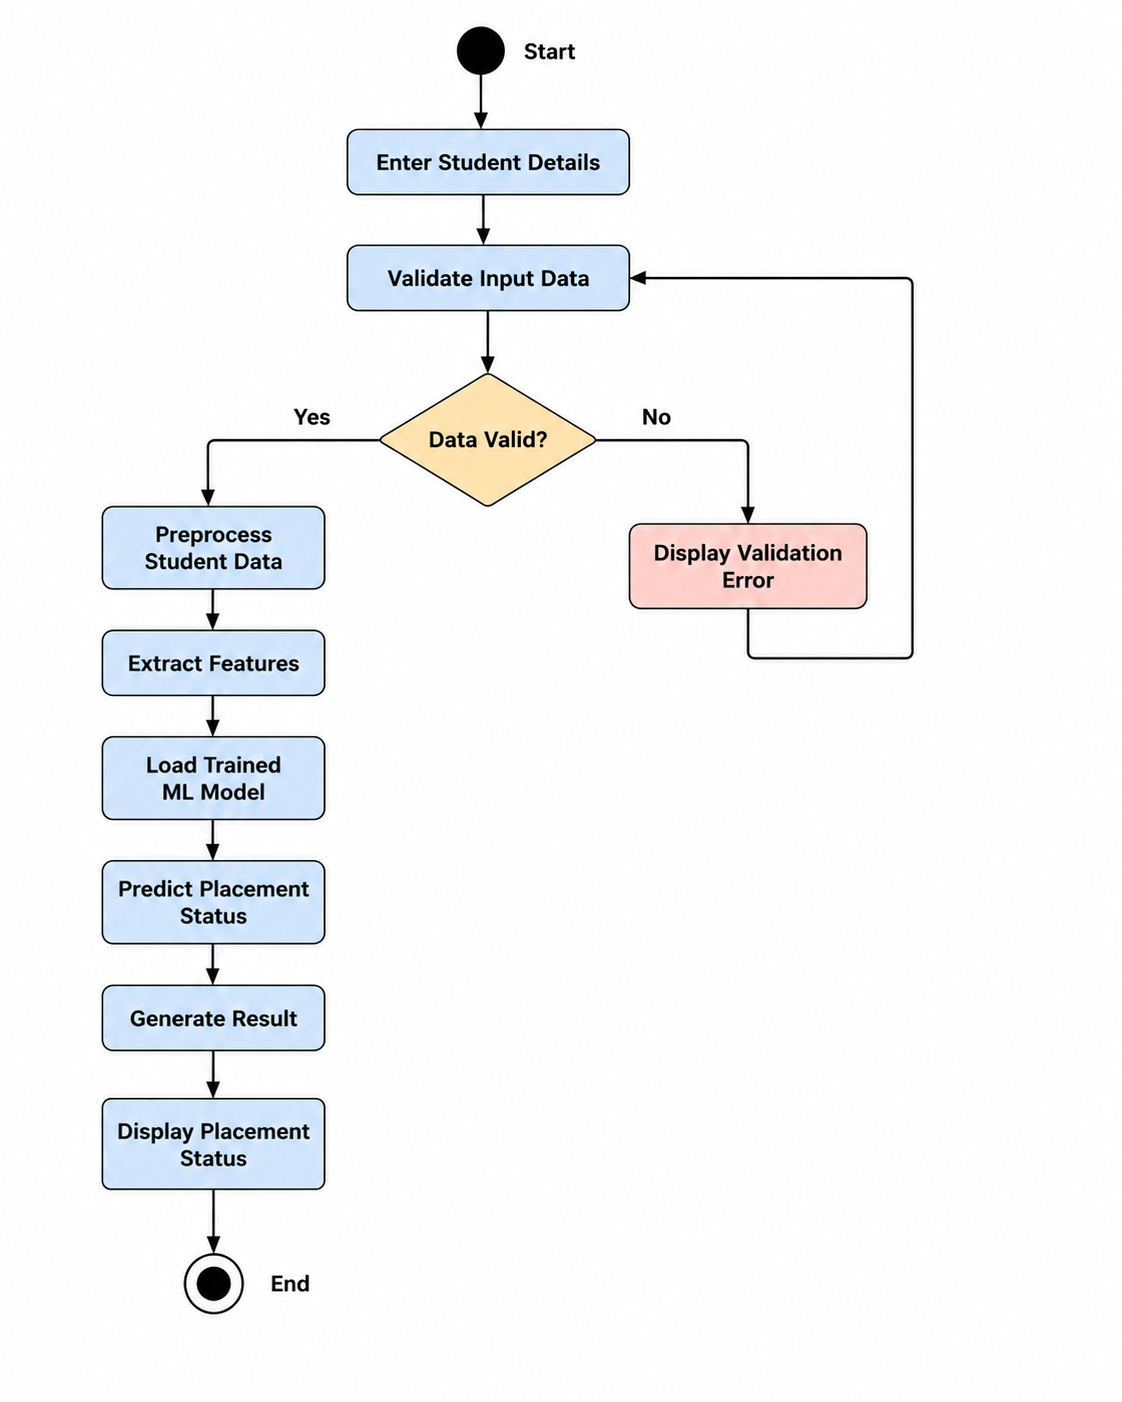 Start
Enter Student Details
Validate Input Data
Yes
Data Valid?
No
Preprocess
Student Data
Display Validation
Error
Extract Features
Load Trained
ML Model
Predict Placement
Status
Generate Result
Display Placement
Status
End